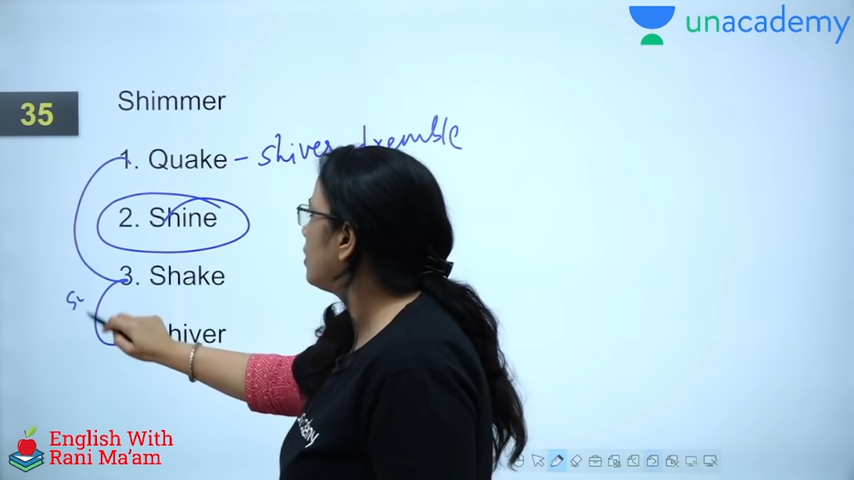 unacademy
35
Shimmer
1. Quake - shiver, tremble
2. Shine
3. Shake
hiver
English With
Rani Ma'am